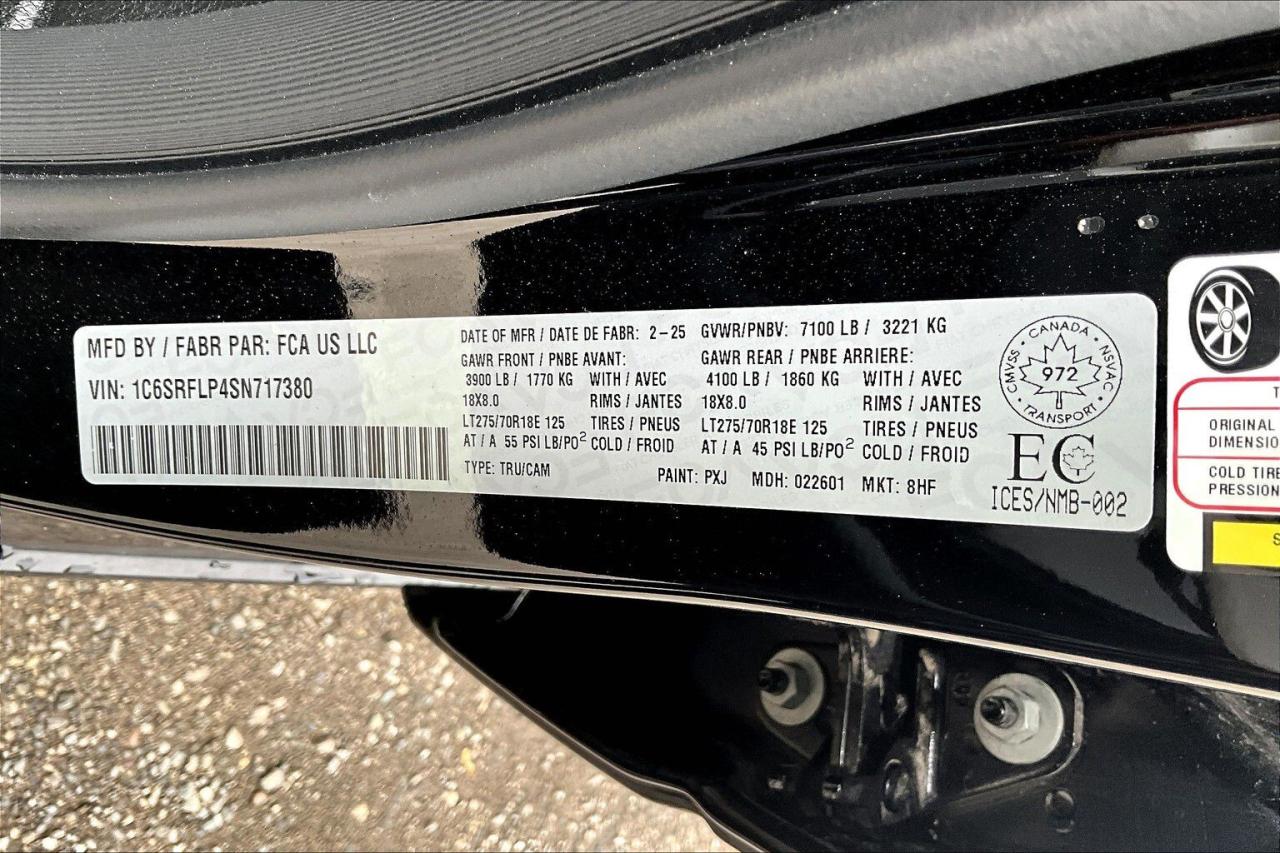 MFD BY / FABR PAR: FCA US LLC
VIN: 1C6SRFLP4SN717380
DATE OF MFR / DATE DE FABR: 2-25 GVWR/PNBV: 7100 LB / 3221 KG
GAWR FRONT / PNBE AVANT: GAWR REAR / PNBE ARRIERE:
3900 LB / 1770 KG WITH / AVEC 4100 LB / 1860 KG WITH / AVEC
18X8.0 RIMS / JANTES 18X8.0 RIMS / JANTES
LT275/70R18E 125 TIRES / PNEUS LT275/70R18E 125 TIRES / PNEUS
AT / A 55 PSI LB/PO² COLD / FROID AT / A 45 PSI LB/PO² COLD / FROID
TYPE: TRU/CAM PAINT: PXJ MDH: 022601 MKT: 8HF
CANADA
CMVSS 972 NSVAC
TRANSPORT
EC
ICES/NMB-002
ORIGINAL
DIMENSIO
COLD TIRE
PRESSION